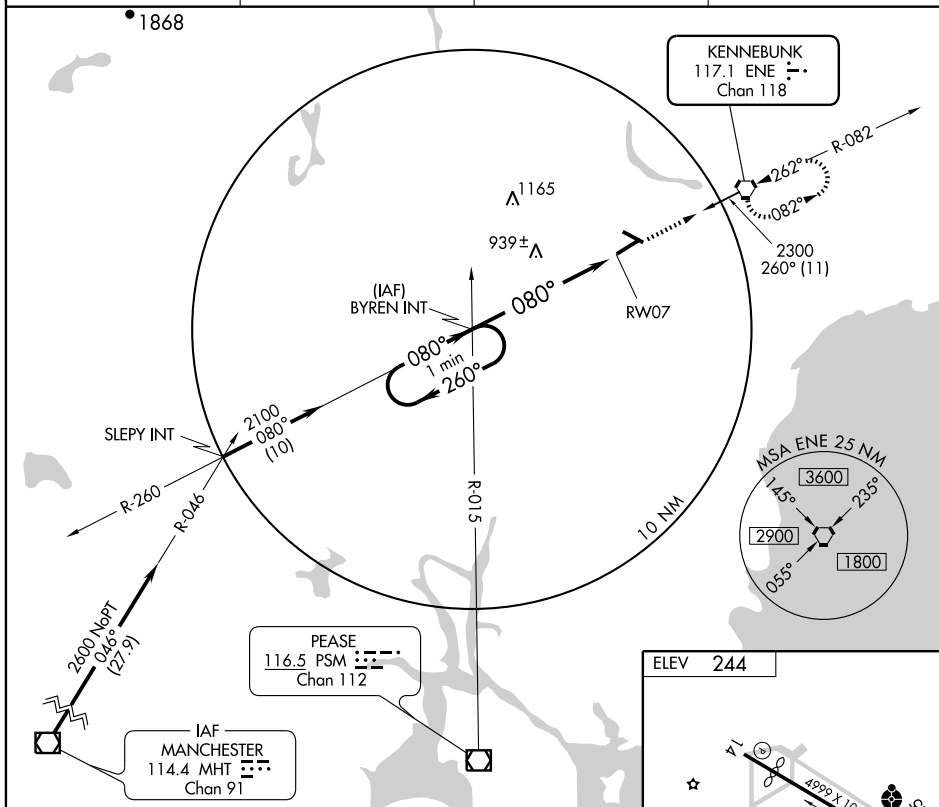 1868
KENNEBUNK
117.1 ENE
Chan 118
R-082
262°
082°
2300
260° (11)
1165
939±
(IAF)
BYREN INT
080°
RW07
080°
1 min
260°
SLEPY INT
2100
080°
(10)
R-260
R-046
R-015
10 NM
MSA ENE 25 NM
3600
145°
235°
2900
1800
055°
2600 NoPT
046°
(27.9)
PEASE
116.5 PSM
Chan 112
IAF
MANCHESTER
114.4 MHT
Chan 91
ELEV 244
14
P